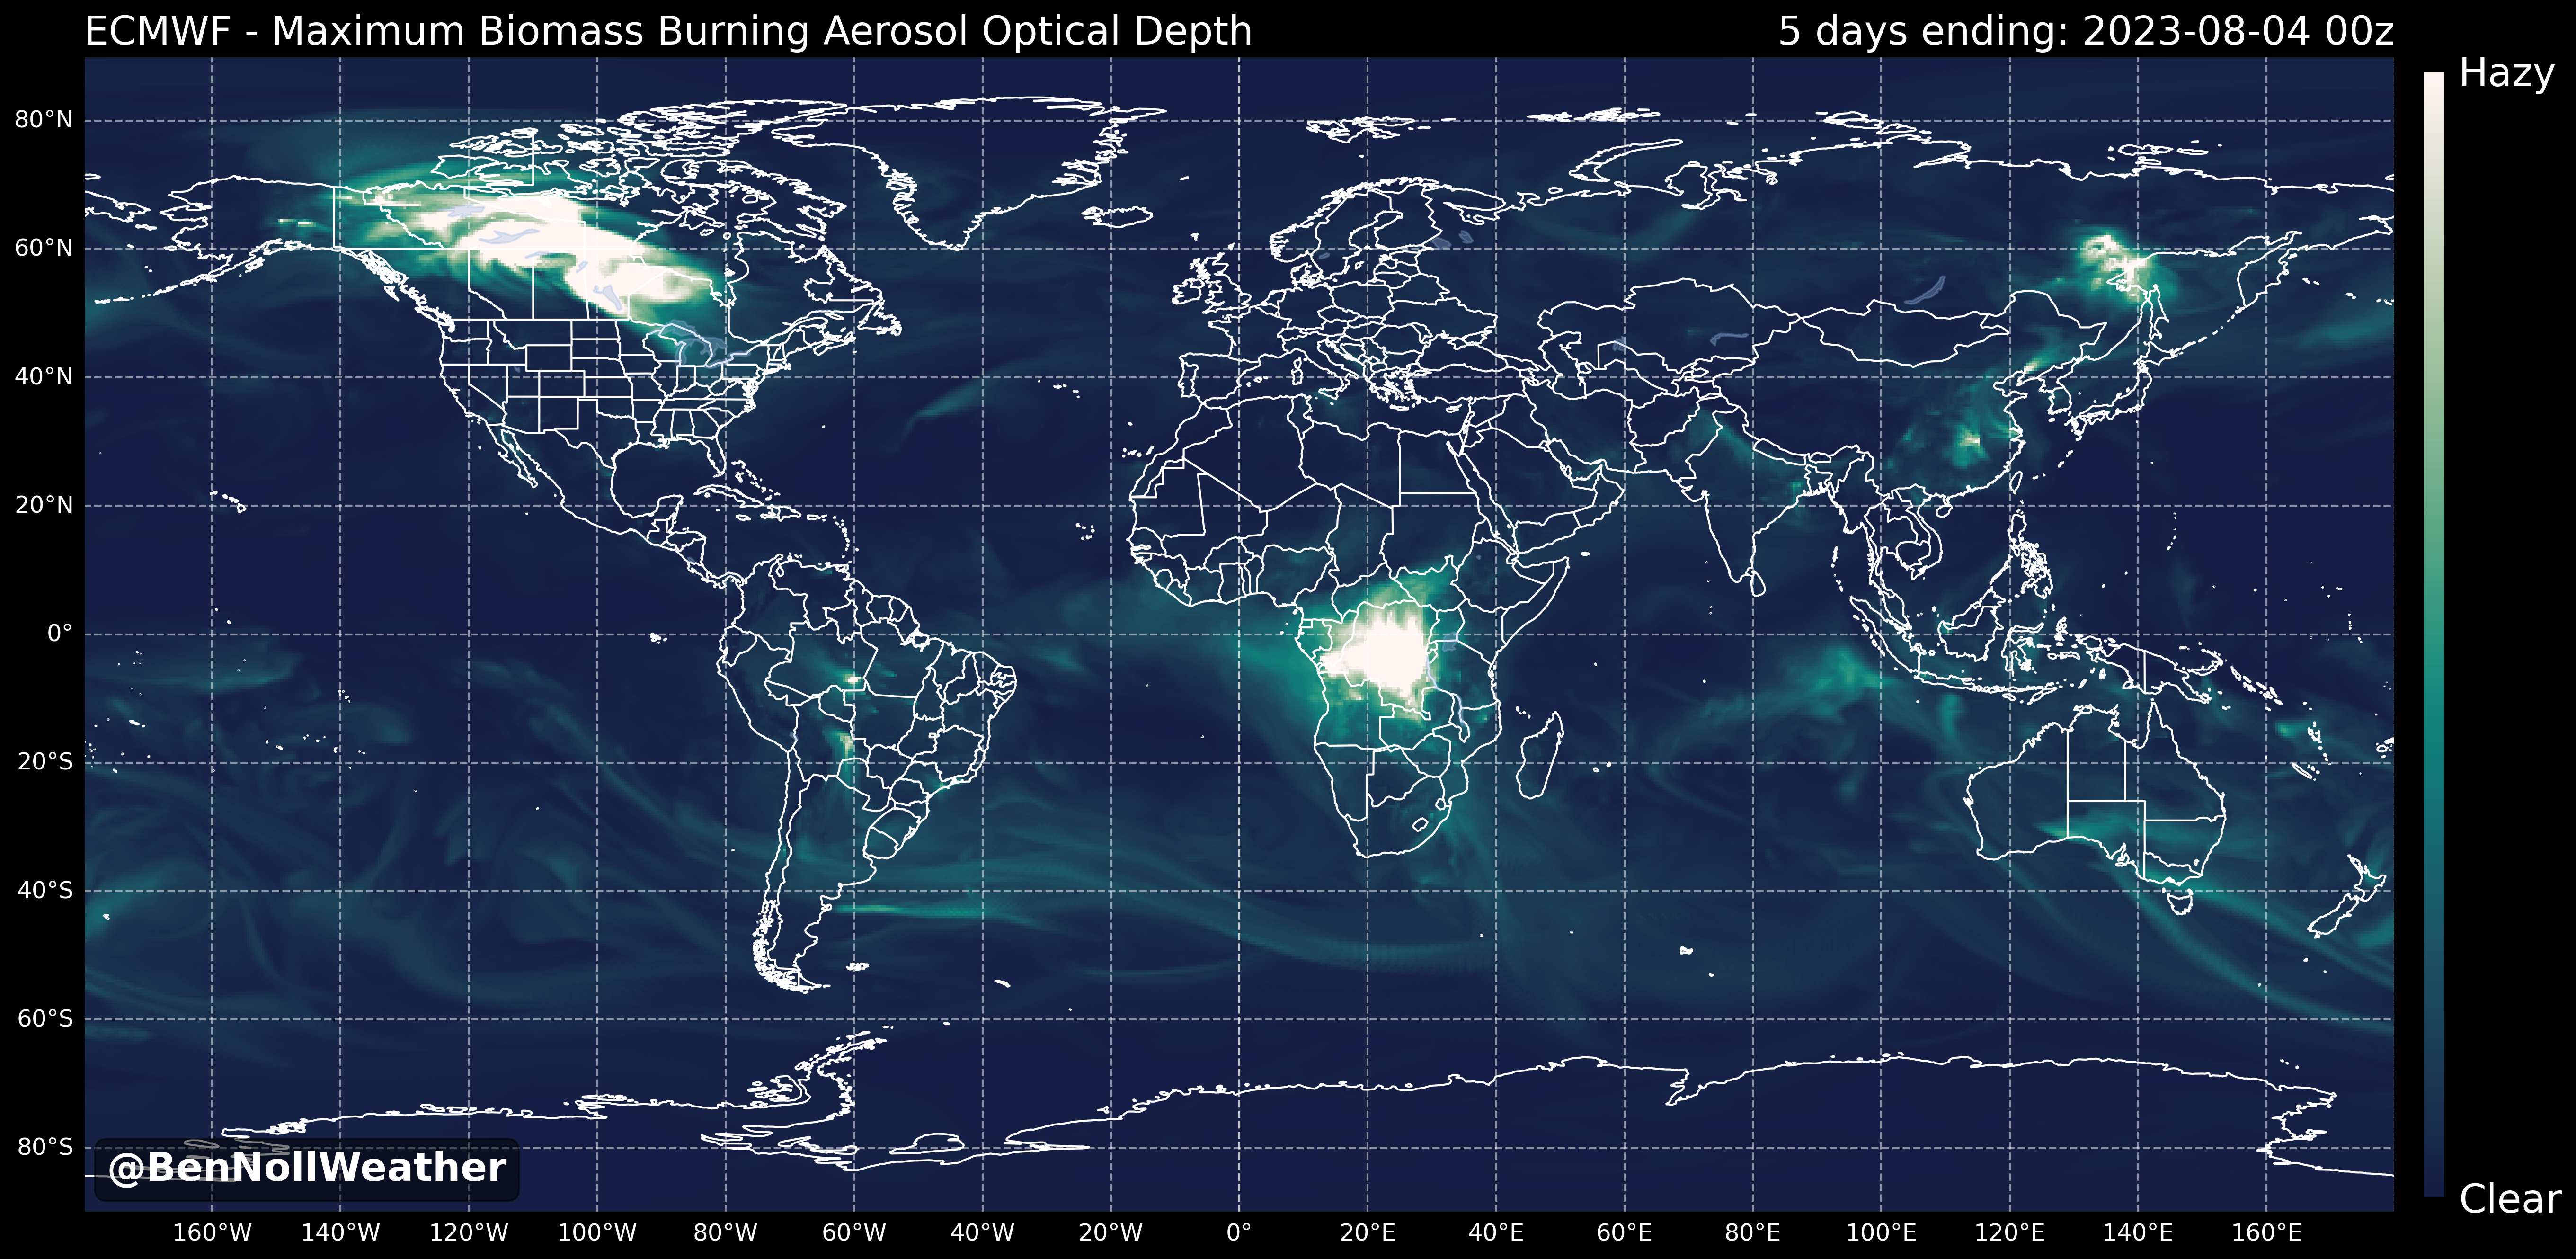 ECMWF - Maximum Biomass Burning Aerosol Optical Depth
5 days ending: 2023-08-04 00z
Hazy
80°N
60°N
40°N
20°N
0°
20°S
40°S
60°S
80°S
@BenNollWeather
Clear
160°W 140°W 120°W 100°W 80°W 60°W 40°W 20°W 0° 20°E 40°E 60°E 80°E 100°E 120°E 140°E 160°E